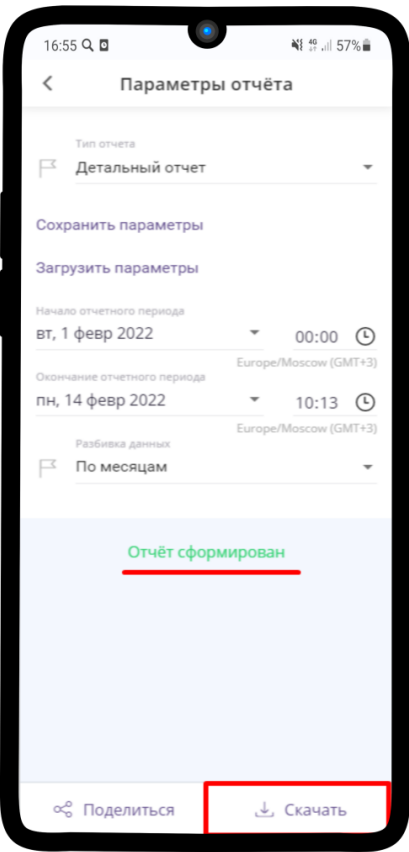 16:55
4G
57%
Параметры отчёта
Тип отчета
Детальный отчет
Сохранить параметры
Загрузить параметры
Начало отчетного периода
вт, 1 февр 2022
00:00
Europe/Moscow (GMT+3)
Окончание отчетного периода
пн, 14 февр 2022
10:13
Europe/Moscow (GMT+3)
Разбивка данных
По месяцам
Отчёт сформирован
Поделиться
Скачать